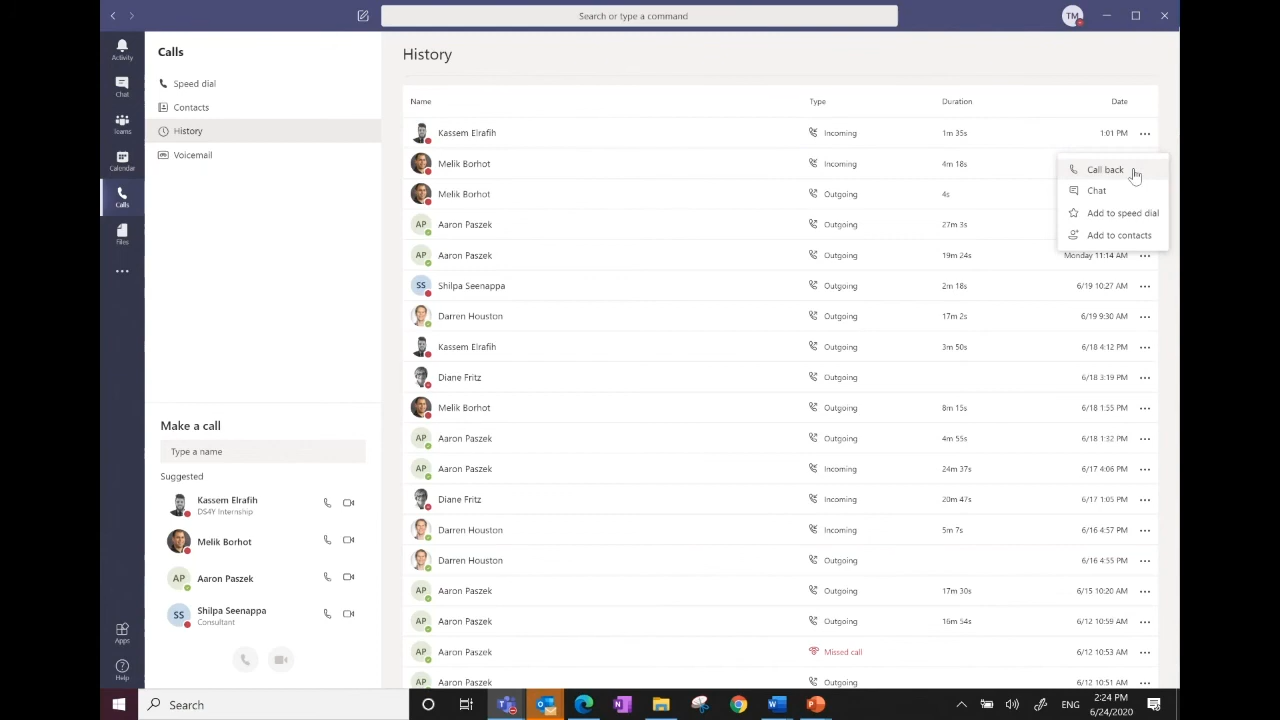 Search or type a command
TM
Activity
Chat
Teams
Calendar
Calls
Files
Apps
Help
Calls
Speed dial
Contacts
History
Voicemail
Make a call
Type a name
Suggested
Kassem Elrafih
DS4Y Internship
Melik Borhot
AP Aaron Paszek
SS Shilpa Seenappa
Consultant
History
Name Type Duration Date
Kassem Elrafih Incoming 1m 35s 1:01 PM
Melik Borhot Incoming 4m 18s
Melik Borhot Outgoing 4s
AP Aaron Paszek Outgoing 27m 3s
AP Aaron Paszek Outgoing 19m 24s Monday 11:14 AM
SS Shilpa Seenappa Outgoing 2m 18s 6/19 10:27 AM
Darren Houston Outgoing 17m 2s 6/19 9:30 AM
Kassem Elrafih Outgoing 3m 50s 6/18 4:12 PM
Diane Fritz Outgoing 6/18 3:19 PM
Melik Borhot Outgoing 8m 15s 6/18 1:55 PM
AP Aaron Paszek Outgoing 4m 55s 6/18 1:32 PM
AP Aaron Paszek Incoming 24m 37s 6/17 4:06 PM
Diane Fritz Incoming 20m 47s 6/17 1:05 PM
Darren Houston Incoming 5m 7s 6/16 4:57 PM
Darren Houston Outgoing 6/16 4:55 PM
AP Aaron Paszek Outgoing 17m 30s 6/15 10:20 AM
AP Aaron Paszek Outgoing 16m 54s 6/12 10:59 AM
AP Aaron Paszek Missed call 6/12 10:53 AM
AP Aaron Paszek Outgoing 6/12 10:52 AM
Call back
Chat
Add to speed dial
Add to contacts
Search
ENG
2:24 PM
6/24/2020